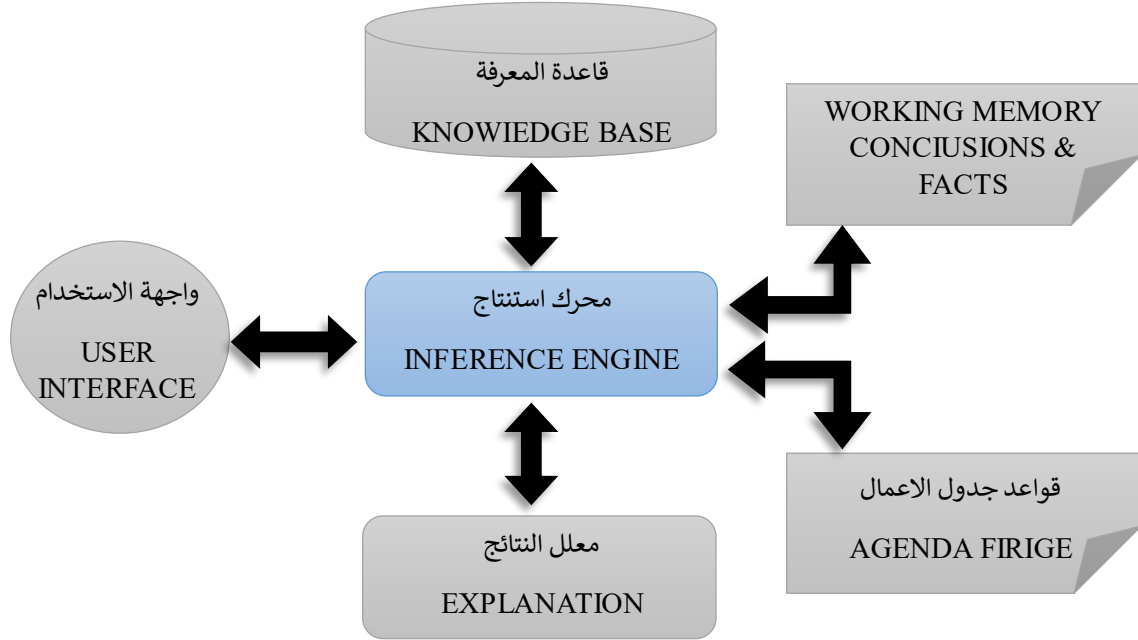 قاعدة المعرفة
KNOWIEDGE BASE
WORKING MEMORY
CONCIUSIONS &
FACTS
واجهة الاستخدام
USER
INTERFACE
محرك استنتاج
INFERENCE ENGINE
معلل النتائج
EXPLANATION
قواعد جدول الاعمال
AGENDA FIRIGE